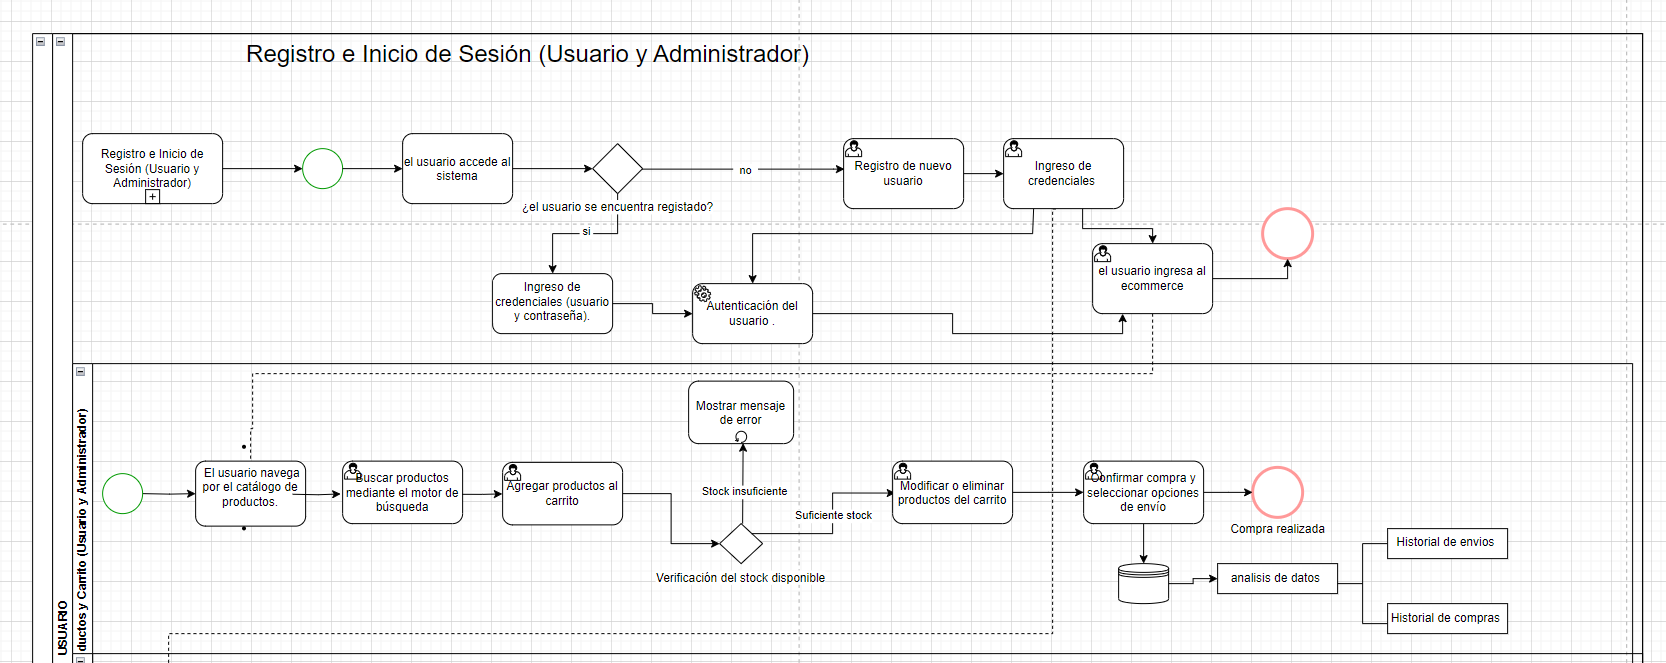 Registro e Inicio de Sesión (Usuario y Administrador)
Registro e Inicio de
Sesión (Usuario y
Administrador)
el usuario accede al
sistema
¿el usuario se encuentra registado?
no
si
Registro de nuevo
usuario
Ingreso de
credenciales
Ingreso de
credenciales (usuario
y contraseña).
Autenticación del
usuario .
el usuario ingresa al
ecommerce
USUARIO
ductos y Carrito (Usuario y Administrador)
El usuario navega
por el catálogo de
productos.
Buscar productos
mediante el motor de
búsqueda
Agregar productos al
carrito
Mostrar mensaje
de error
Stock insuficiente
Suficiente stock
Verificación del stock disponible
Modificar o eliminar
productos del carrito
Confirmar compra y
seleccionar opciones
de envío
Compra realizada
analisis de datos
Historial de envios
Historial de compras